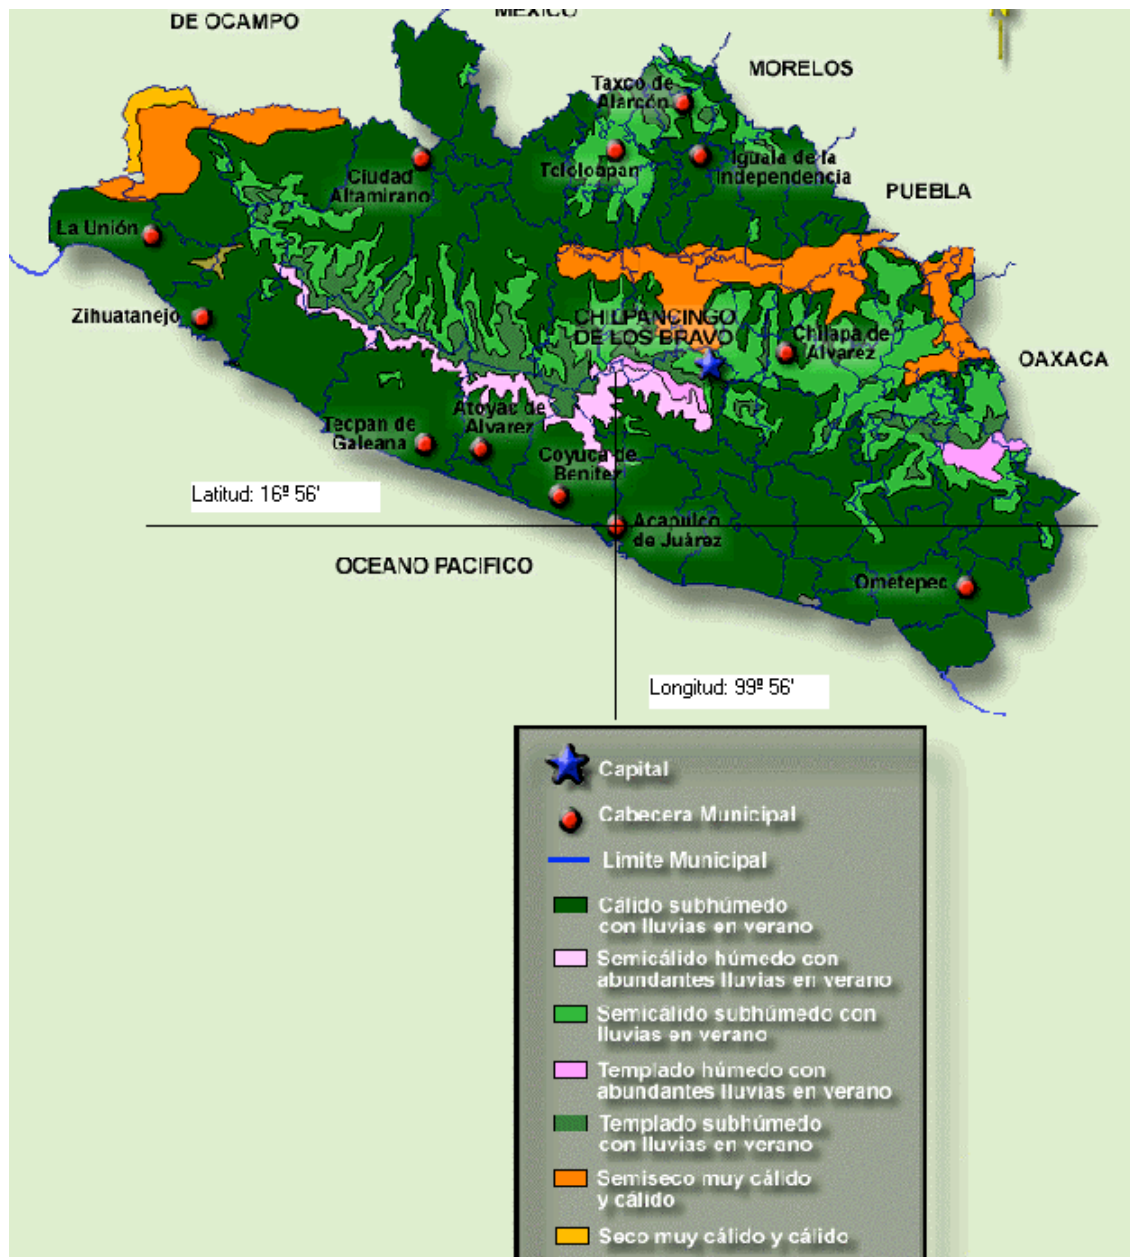 DE OCAMPO
MEXICO
N
MORELOS
Taxco de
Alarcón
Teloloapan
Iguala de la
Independencia
Ciudad
Altamirano
PUEBLA
La Unión
Zihuatanejo
CHILPANCINGO
DE LOS BRAVO
Chilapa de
Alvarez
OAXACA
Atoyac de
Alvarez
Tecpan de
Galeana
Coyuca de
Benitez
Latitud: 16º 56'
Acapulco
de Juárez
OCEANO PACIFICO
Ometepec
Longitud: 99º 56'
Capital
Cabecera Municipal
Limite Municipal
Cálido subhúmedo
con lluvias en verano
Semicálido húmedo con
abundantes lluvias en verano
Semicálido subhúmedo con
lluvias en verano
Templado húmedo con
abundantes lluvias en verano
Templado subhúmedo
con lluvias en verano
Semiseco muy cálido
y cálido
Seco muy cálido y cálido